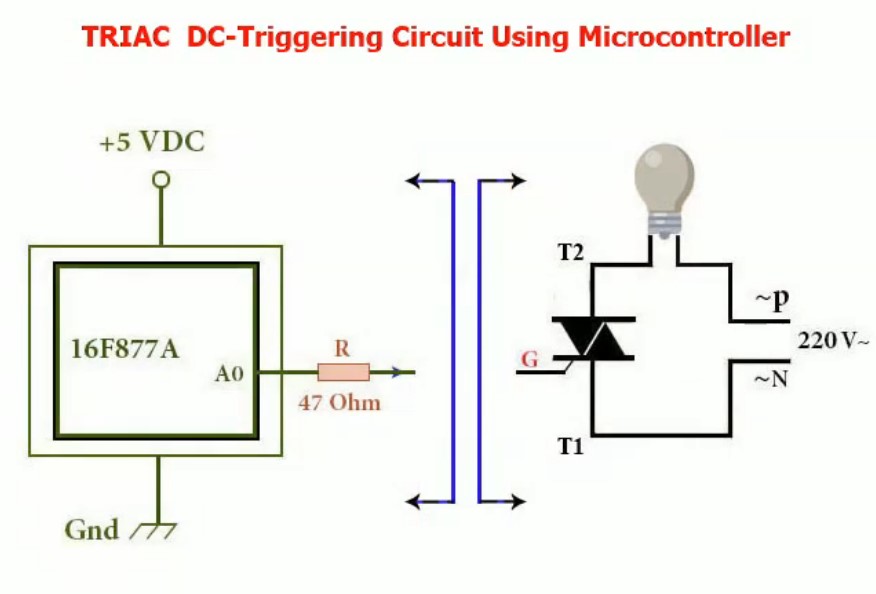 TRIAC DC-Triggering Circuit Using Microcontroller
+5 VDC
16F877A
A0
R
47 Ohm
Gnd
T2
G
T1
~p
220 V~
~N